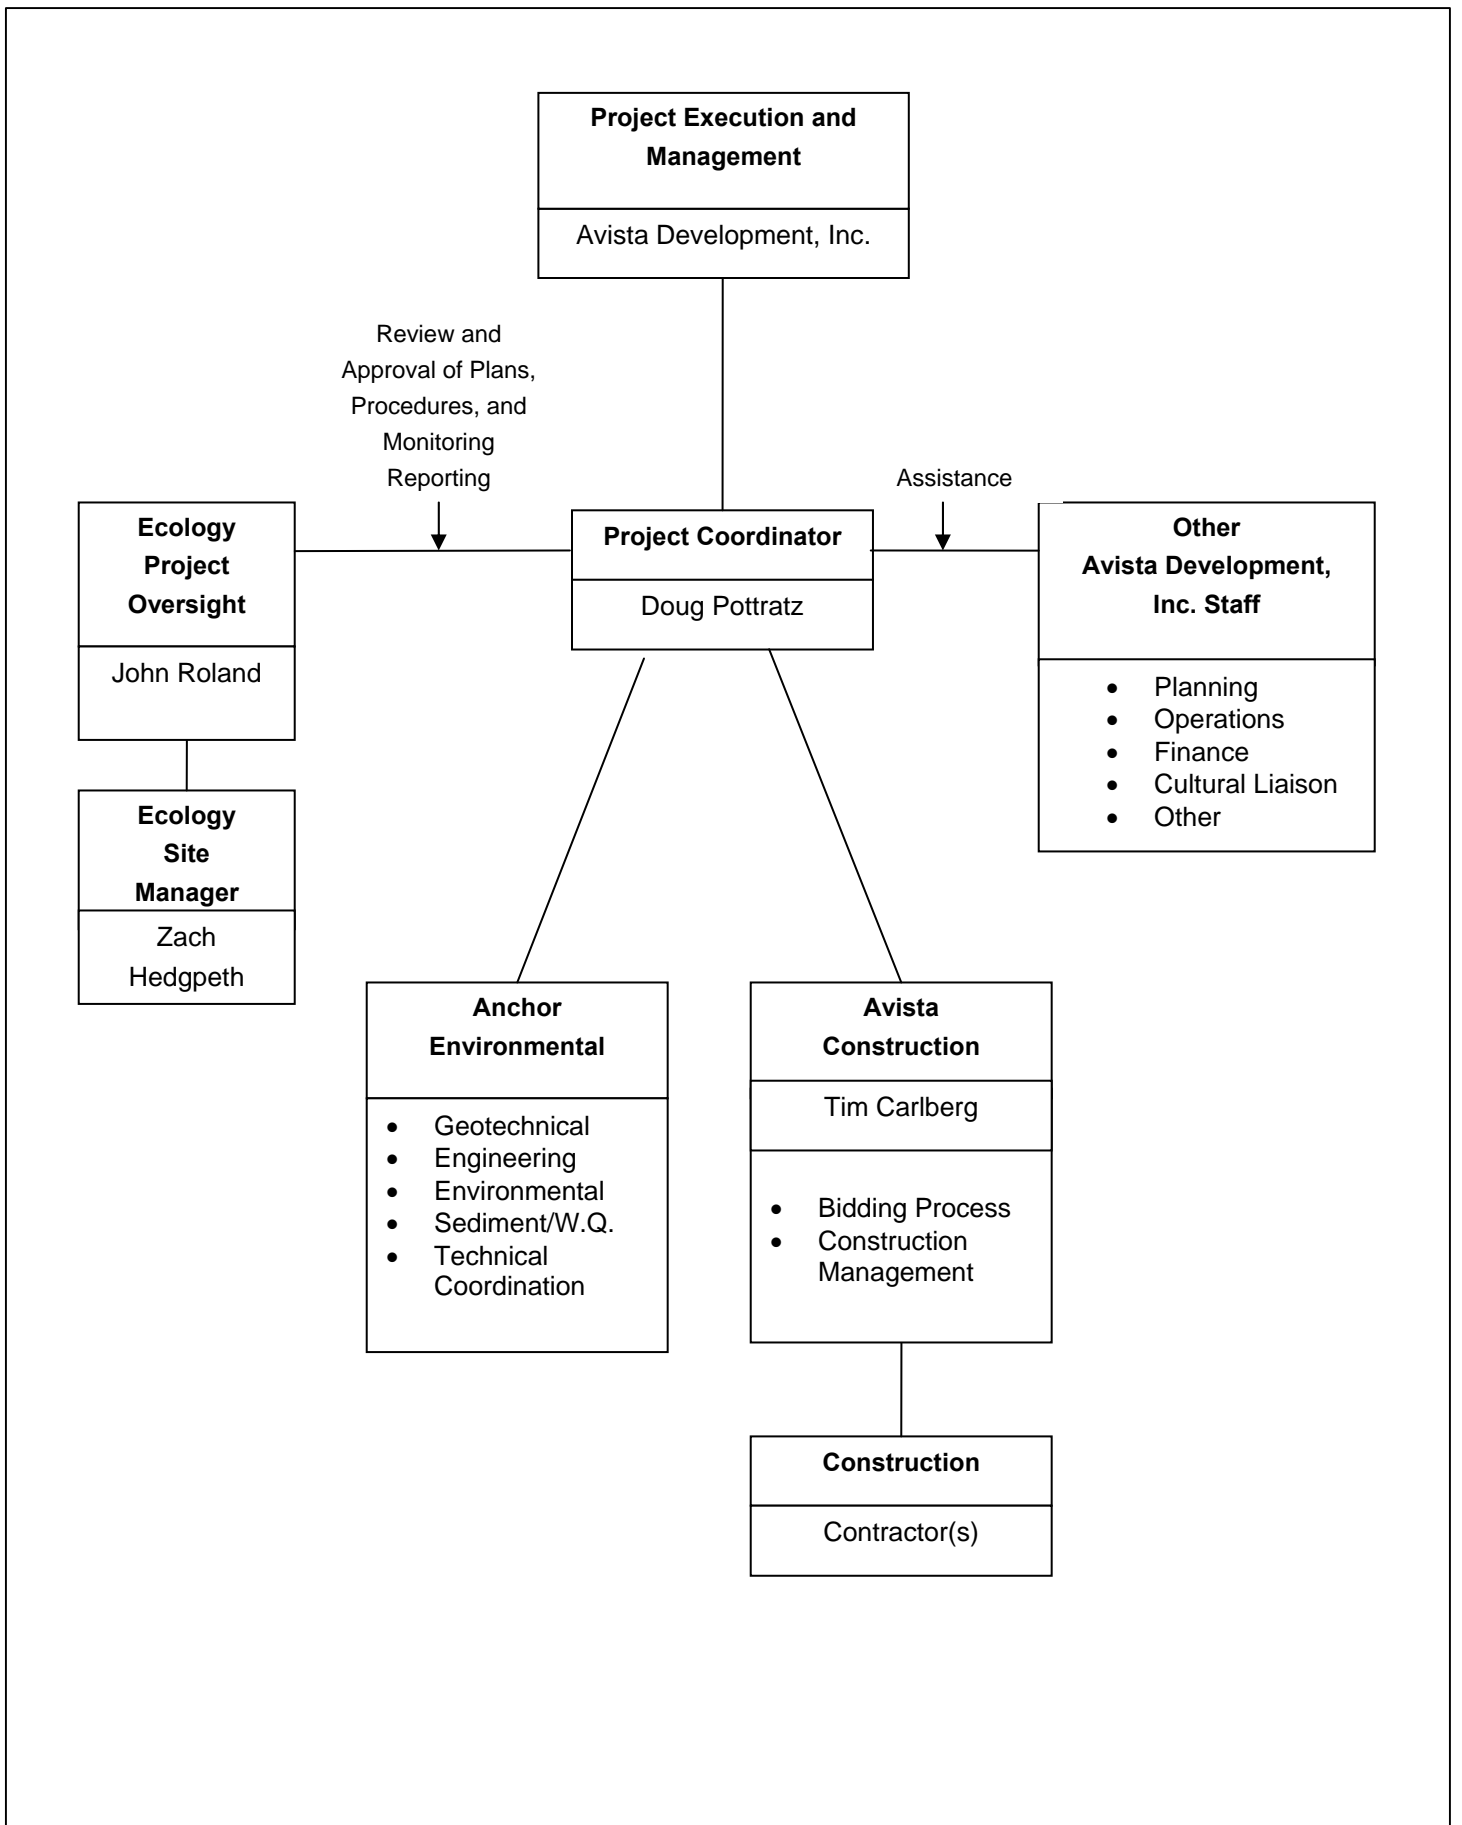 Project Execution and
Management
Avista Development, Inc.
Review and
Approval of Plans,
Procedures, and
Monitoring
Reporting
Assistance
Ecology
Project
Oversight
John Roland
Project Coordinator
Doug Pottratz
Other
Avista Development,
Inc. Staff
• Planning
• Operations
• Finance
• Cultural Liaison
• Other
Ecology
Site
Manager
Zach
Hedgpeth
Anchor
Environmental
• Geotechnical
• Engineering
• Environmental
• Sediment/W.Q.
• Technical
Coordination
Avista
Construction
Tim Carlberg
• Bidding Process
• Construction
Management
Construction
Contractor(s)